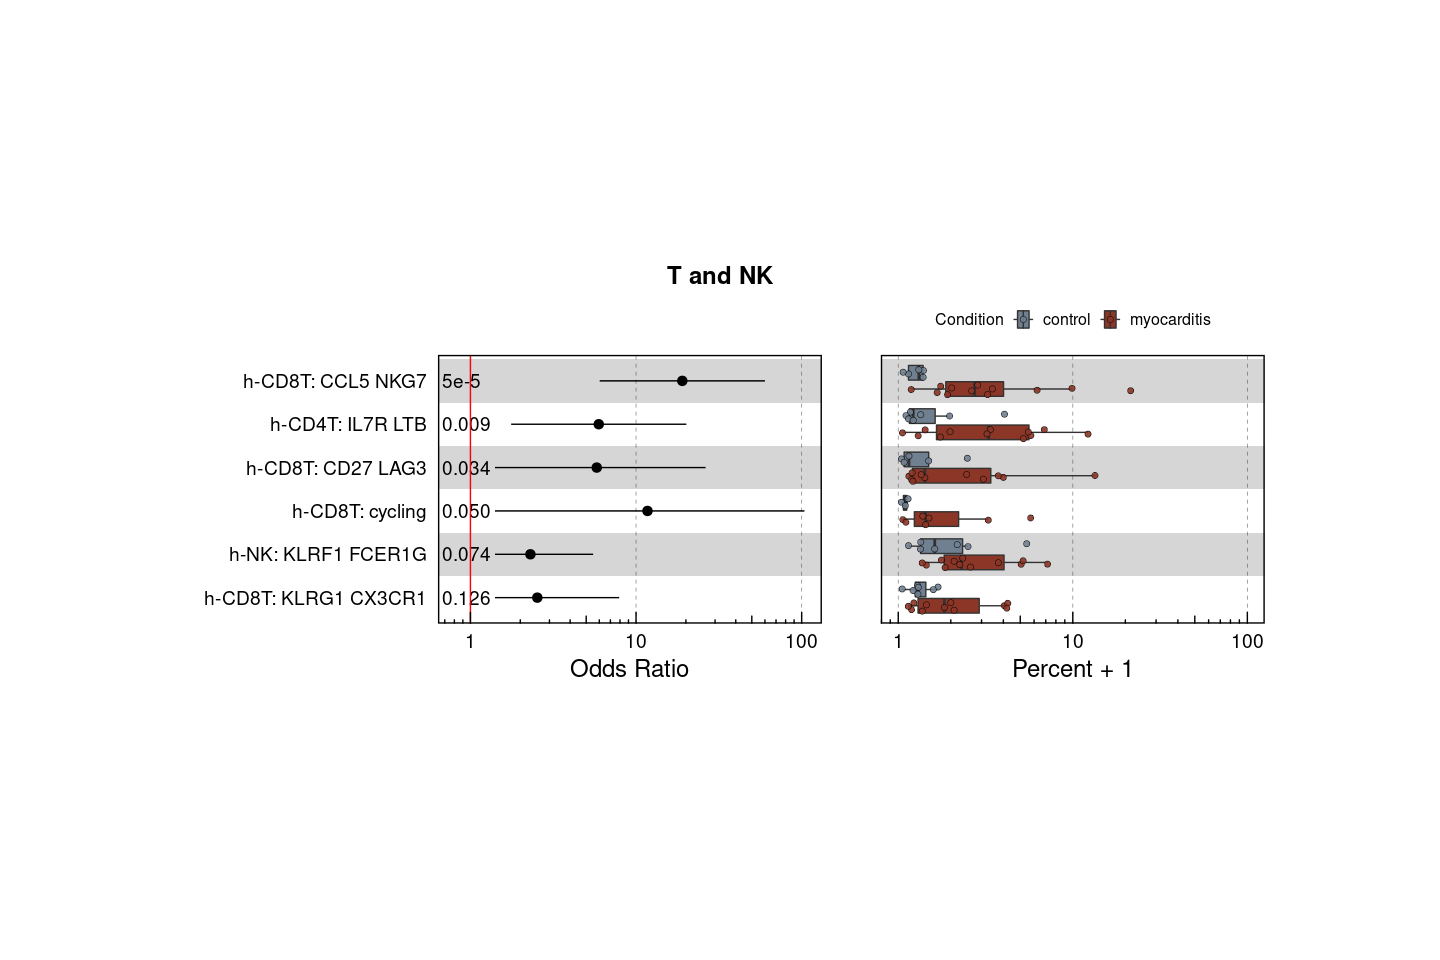 T and NK
Condition control myocarditis
h-CD8T: CCL5 NKG7 5e-5
h-CD4T: IL7R LTB 0.009
h-CD8T: CD27 LAG3 0.034
h-CD8T: cycling 0.050
h-NK: KLRF1 FCER1G 0.074
h-CD8T: KLRG1 CX3CR1 0.126
1 10 100 1 10 100
Odds Ratio Percent + 1